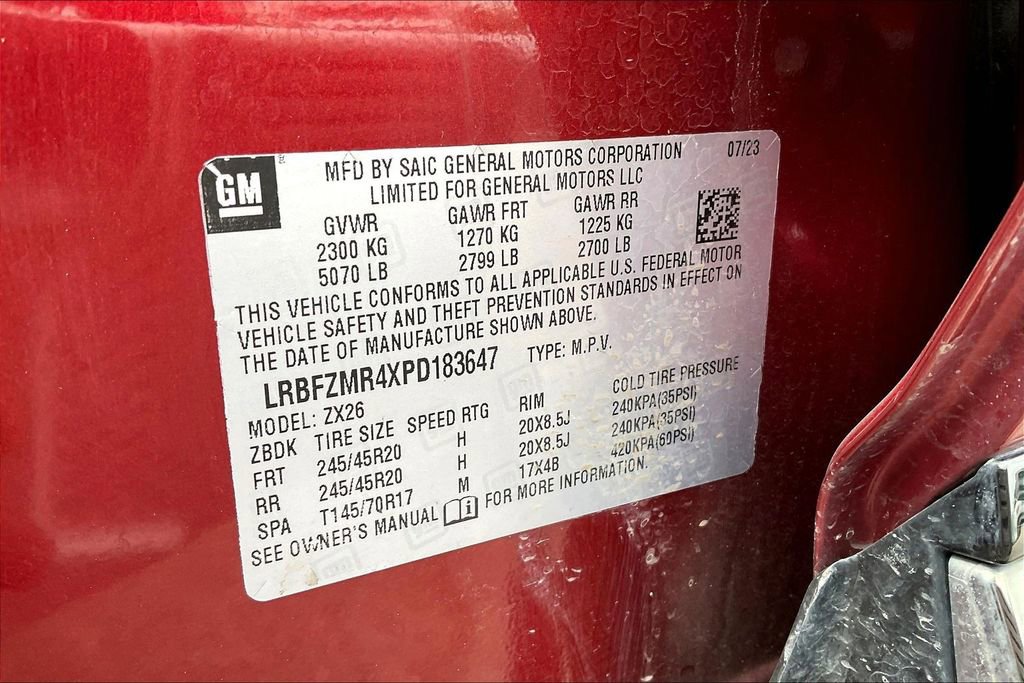 GM
MFD BY SAIC GENERAL MOTORS CORPORATION 07/23
LIMITED FOR GENERAL MOTORS LLC
GVWR GAWR FRT GAWR RR
2300 KG 1270 KG 1225 KG
5070 LB 2799 LB 2700 LB
THIS VEHICLE CONFORMS TO ALL APPLICABLE U.S. FEDERAL MOTOR
VEHICLE SAFETY AND THEFT PREVENTION STANDARDS IN EFFECT ON
THE DATE OF MANUFACTURE SHOWN ABOVE.
LRBFZMR4XPD183647 TYPE: M.P.V.
MODEL: ZX26
ZBDK TIRE SIZE SPEED RTG RIM COLD TIRE PRESSURE
FRT 245/45R20 H 20X8.5J 240KPA(35PSI)
RR 245/45R20 H 20X8.5J 240KPA(35PSI)
SPA T145/70R17 M 17X4B 420KPA(60PSI)
SEE OWNER'S MANUAL FOR MORE INFORMATION.